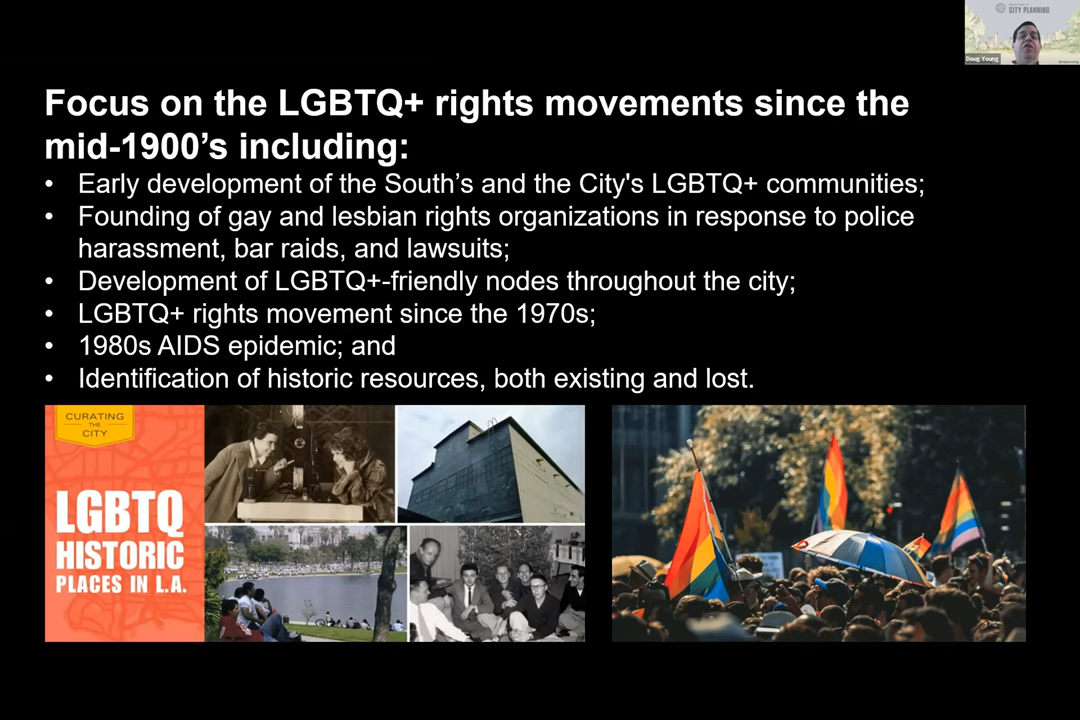 CITY PLANNING
Doug Young
Focus on the LGBTQ+ rights movements since the
mid-1900’s including:
• Early development of the South’s and the City's LGBTQ+ communities;
• Founding of gay and lesbian rights organizations in response to police
harassment, bar raids, and lawsuits;
• Development of LGBTQ+-friendly nodes throughout the city;
• LGBTQ+ rights movement since the 1970s;
• 1980s AIDS epidemic; and
• Identification of historic resources, both existing and lost.
CURATING
THE
CITY
LGBTQ
HISTORIC
PLACES IN L.A.